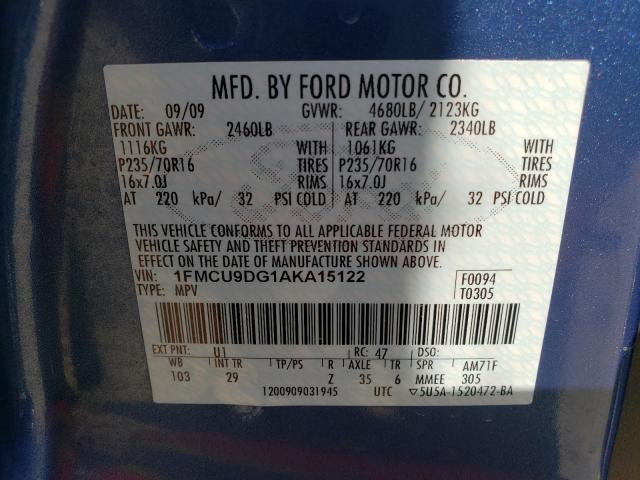 MFD. BY FORD MOTOR CO.
DATE: 09/09 GVWR: 4680LB/ 2123KG
FRONT GAWR: 2460LB REAR GAWR: 2340LB
1116KG WITH 1061KG WITH
P235/70R16 TIRES P235/70R16 TIRES
16x7.0J RIMS 16x7.0J RIMS
AT 220 kPa/ 32 PSI COLD AT 220 kPa/ 32 PSI COLD
THIS VEHICLE CONFORMS TO ALL APPLICABLE FEDERAL MOTOR
VEHICLE SAFETY AND THEFT PREVENTION STANDARDS IN
EFFECT ON THE DATE OF MANUFACTURE SHOWN ABOVE.
VIN: 1FMCU9DG1AKA15122 F0094
TYPE: MPV T0305
EXT PNT: U1 RC: 47 DSO:
WB INT TR TP/PS R AXLE TR SPR AM71F
103 29 Z 35 6 MMEE 305
1200909031945 UTC ▽5U5A-1520472-BA